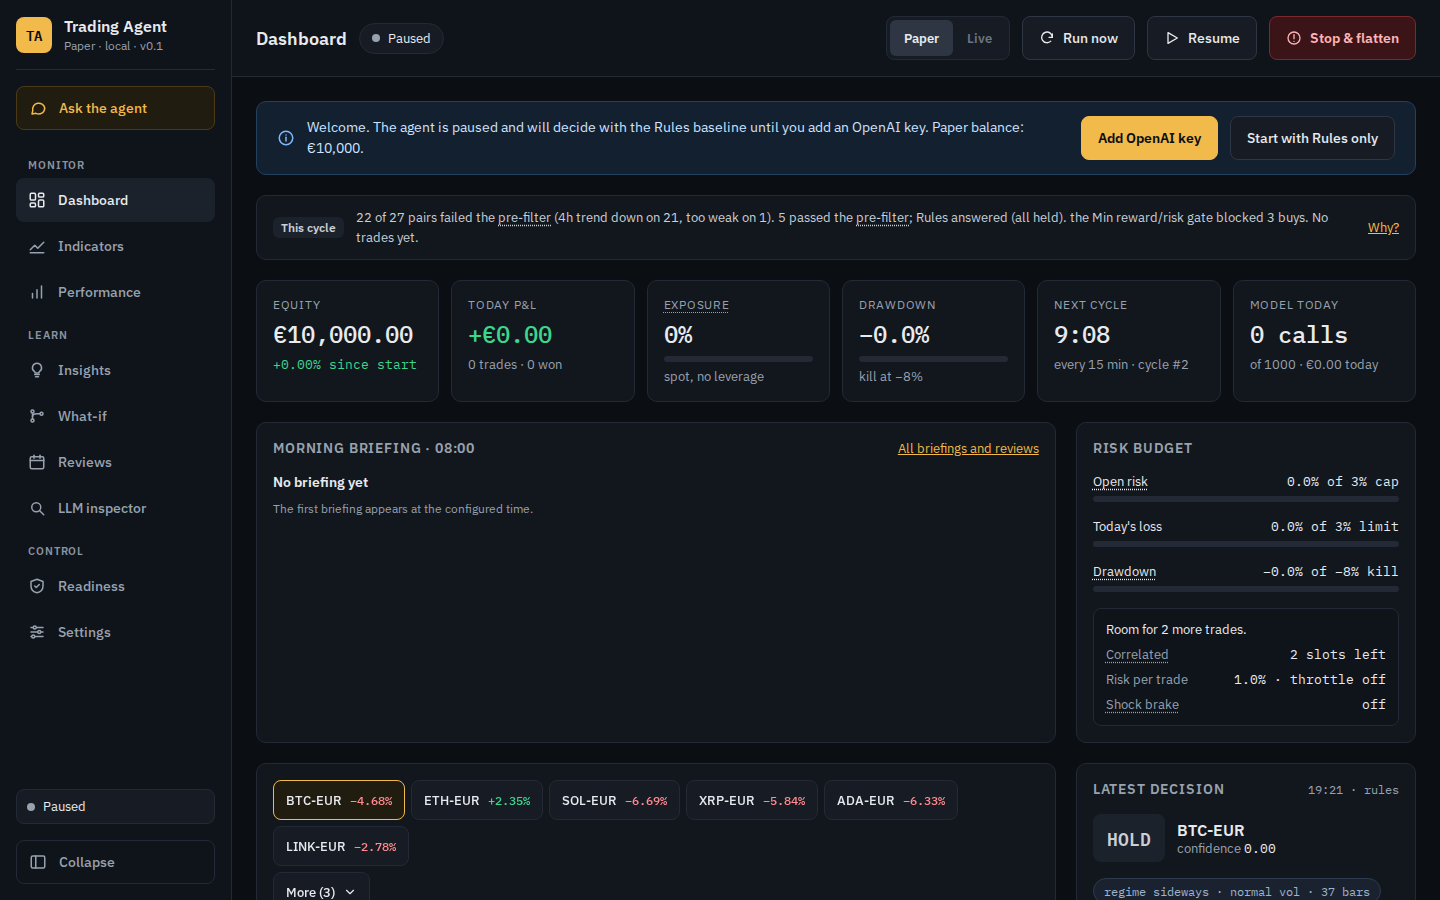 TA
Trading Agent
Paper · local · v0.1
Ask the agent
MONITOR
Dashboard
Indicators
Performance
LEARN
Insights
What-if
Reviews
LLM inspector
CONTROL
Readiness
Settings
Paused
Collapse
Dashboard
Paused
Paper
Live
Run now
Resume
Stop & flatten
Welcome. The agent is paused and will decide with the Rules baseline until you add an OpenAI key. Paper balance:
€10,000.
Add OpenAI key
Start with Rules only
This cycle
22 of 27 pairs failed the pre-filter (4h trend down on 21, too weak on 1). 5 passed the pre-filter; Rules answered (all held). the Min reward/risk gate blocked 3 buys. No
trades yet.
Why?
EQUITY
€10,000.00
+0.00% since start
TODAY P&L
+€0.00
0 trades · 0 won
EXPOSURE
0%
spot, no leverage
DRAWDOWN
−0.0%
kill at −8%
NEXT CYCLE
9:08
every 15 min · cycle #2
MODEL TODAY
0 calls
of 1000 · €0.00 today
MORNING BRIEFING · 08:00
All briefings and reviews
No briefing yet
The first briefing appears at the configured time.
RISK BUDGET
Open risk 0.0% of 3% cap
Today's loss 0.0% of 3% limit
Drawdown −0.0% of −8% kill
Room for 2 more trades.
Correlated 2 slots left
Risk per trade 1.0% · throttle off
Shock brake off
BTC-EUR −4.68%
ETH-EUR +2.35%
SOL-EUR −6.69%
XRP-EUR −5.84%
ADA-EUR −6.33%
LINK-EUR −2.78%
More (3)
LATEST DECISION
19:21 · rules
HOLD
BTC-EUR
confidence 0.00
regime sideways · normal vol · 37 bars